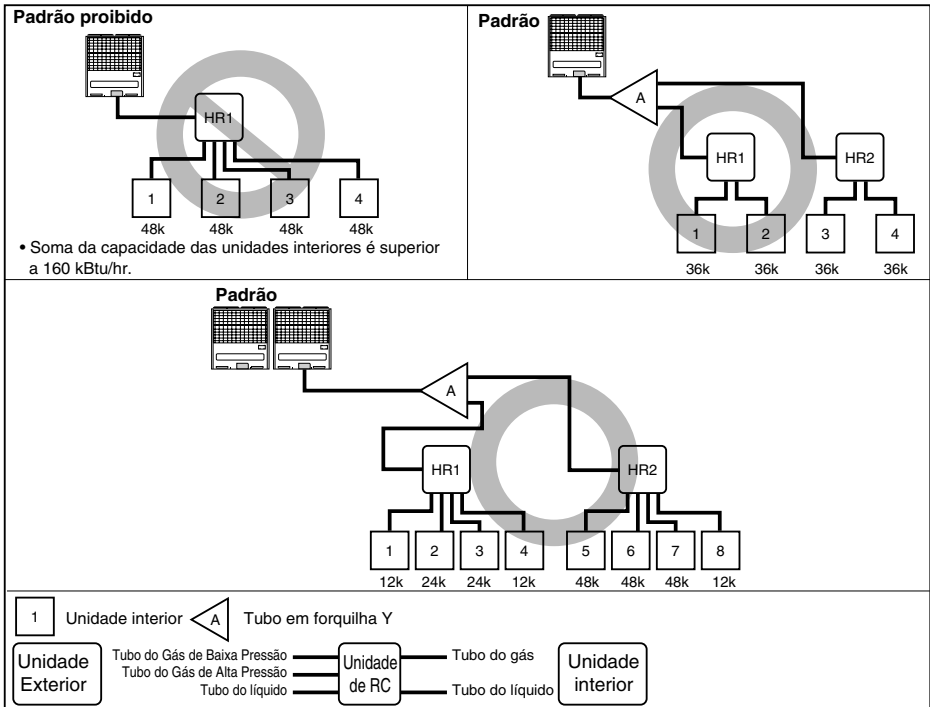 Padrão proibido
HR1
1 2 3 4
48k 48k 48k 48k
• Soma da capacidade das unidades interiores é superior
a 160 kBtu/hr.
Padrão
A
HR1 HR2
1 2 3 4
36k 36k 36k 36k
Padrão
A
HR1 HR2
1 2 3 4 5 6 7 8
12k 24k 24k 12k 48k 48k 48k 12k
1 Unidade interior A Tubo em forquilha Y
Unidade
Exterior
Tubo do Gás de Baixa Pressão
Tubo do Gás de Alta Pressão
Tubo do líquido
Unidade
de RC
Tubo do gás
Tubo do líquido
Unidade
interior